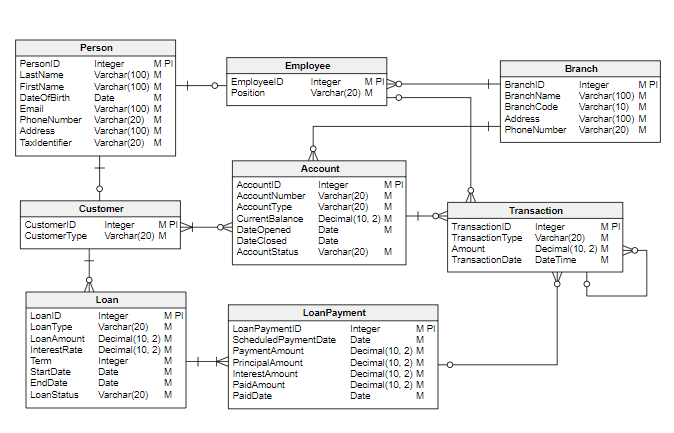 Person
PersonID Integer M PI
LastName Varchar(100) M
FirstName Varchar(100) M
DateOfBirth Date M
Email Varchar(100) M
PhoneNumber Varchar(20) M
Address Varchar(100) M
TaxIdentifier Varchar(20) M
Employee
EmployeeID Integer M PI
Position Varchar(20) M
Branch
BranchID Integer M PI
BranchName Varchar(100) M
BranchCode Varchar(10) M
Address Varchar(100) M
PhoneNumber Varchar(20) M
Customer
CustomerID Integer M PI
CustomerType Varchar(20) M
Account
AccountID Integer M PI
AccountNumber Varchar(20) M
AccountType Varchar(20) M
CurrentBalance Decimal(10, 2) M
DateOpened Date M
DateClosed Date
AccountStatus Varchar(20) M
Transaction
TransactionID Integer M PI
TransactionType Varchar(20) M
Amount Decimal(10, 2) M
TransactionDate DateTime M
Loan
LoanID Integer M PI
LoanType Varchar(20) M
LoanAmount Decimal(10, 2) M
InterestRate Decimal(10, 2) M
Term Integer M
StartDate Date M
EndDate Date M
LoanStatus Varchar(20) M
LoanPayment
LoanPaymentID Integer M PI
ScheduledPaymentDate Date M
PaymentAmount Decimal(10, 2) M
PrincipalAmount Decimal(10, 2) M
InterestAmount Decimal(10, 2) M
PaidAmount Decimal(10, 2) M
PaidDate Date M